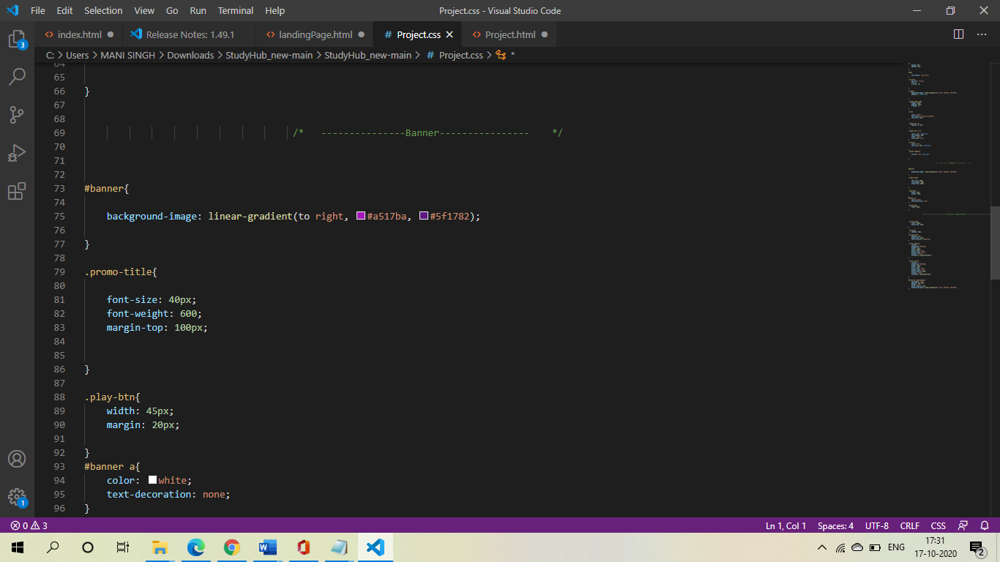 File Edit Selection View Go Run Terminal Help Project.css - Visual Studio Code
index.html Release Notes: 1.49.1 landingPage.html # Project.css Project.html
C: > Users > MANI SINGH > Downloads > StudyHub_new-main > StudyHub_new-main > # Project.css > *
64
65
66 }
67
68
69 /* ---------------Banner---------------- */
70
71
72
73 #banner{
74
75 background-image: linear-gradient(to right, #a517ba, #5f1782);
76
77 }
78
79 .promo-title{
80
81 font-size: 40px;
82 font-weight: 600;
83 margin-top: 100px;
84
85
86 }
87
88 .play-btn{
89 width: 45px;
90 margin: 20px;
91
92 }
93 #banner a{
94 color: white;
95 text-decoration: none;
96 }
3
1
0 3 Ln 1, Col 1 Spaces: 4 UTF-8 CRLF CSS
ENG 17:31
17-10-2020 2